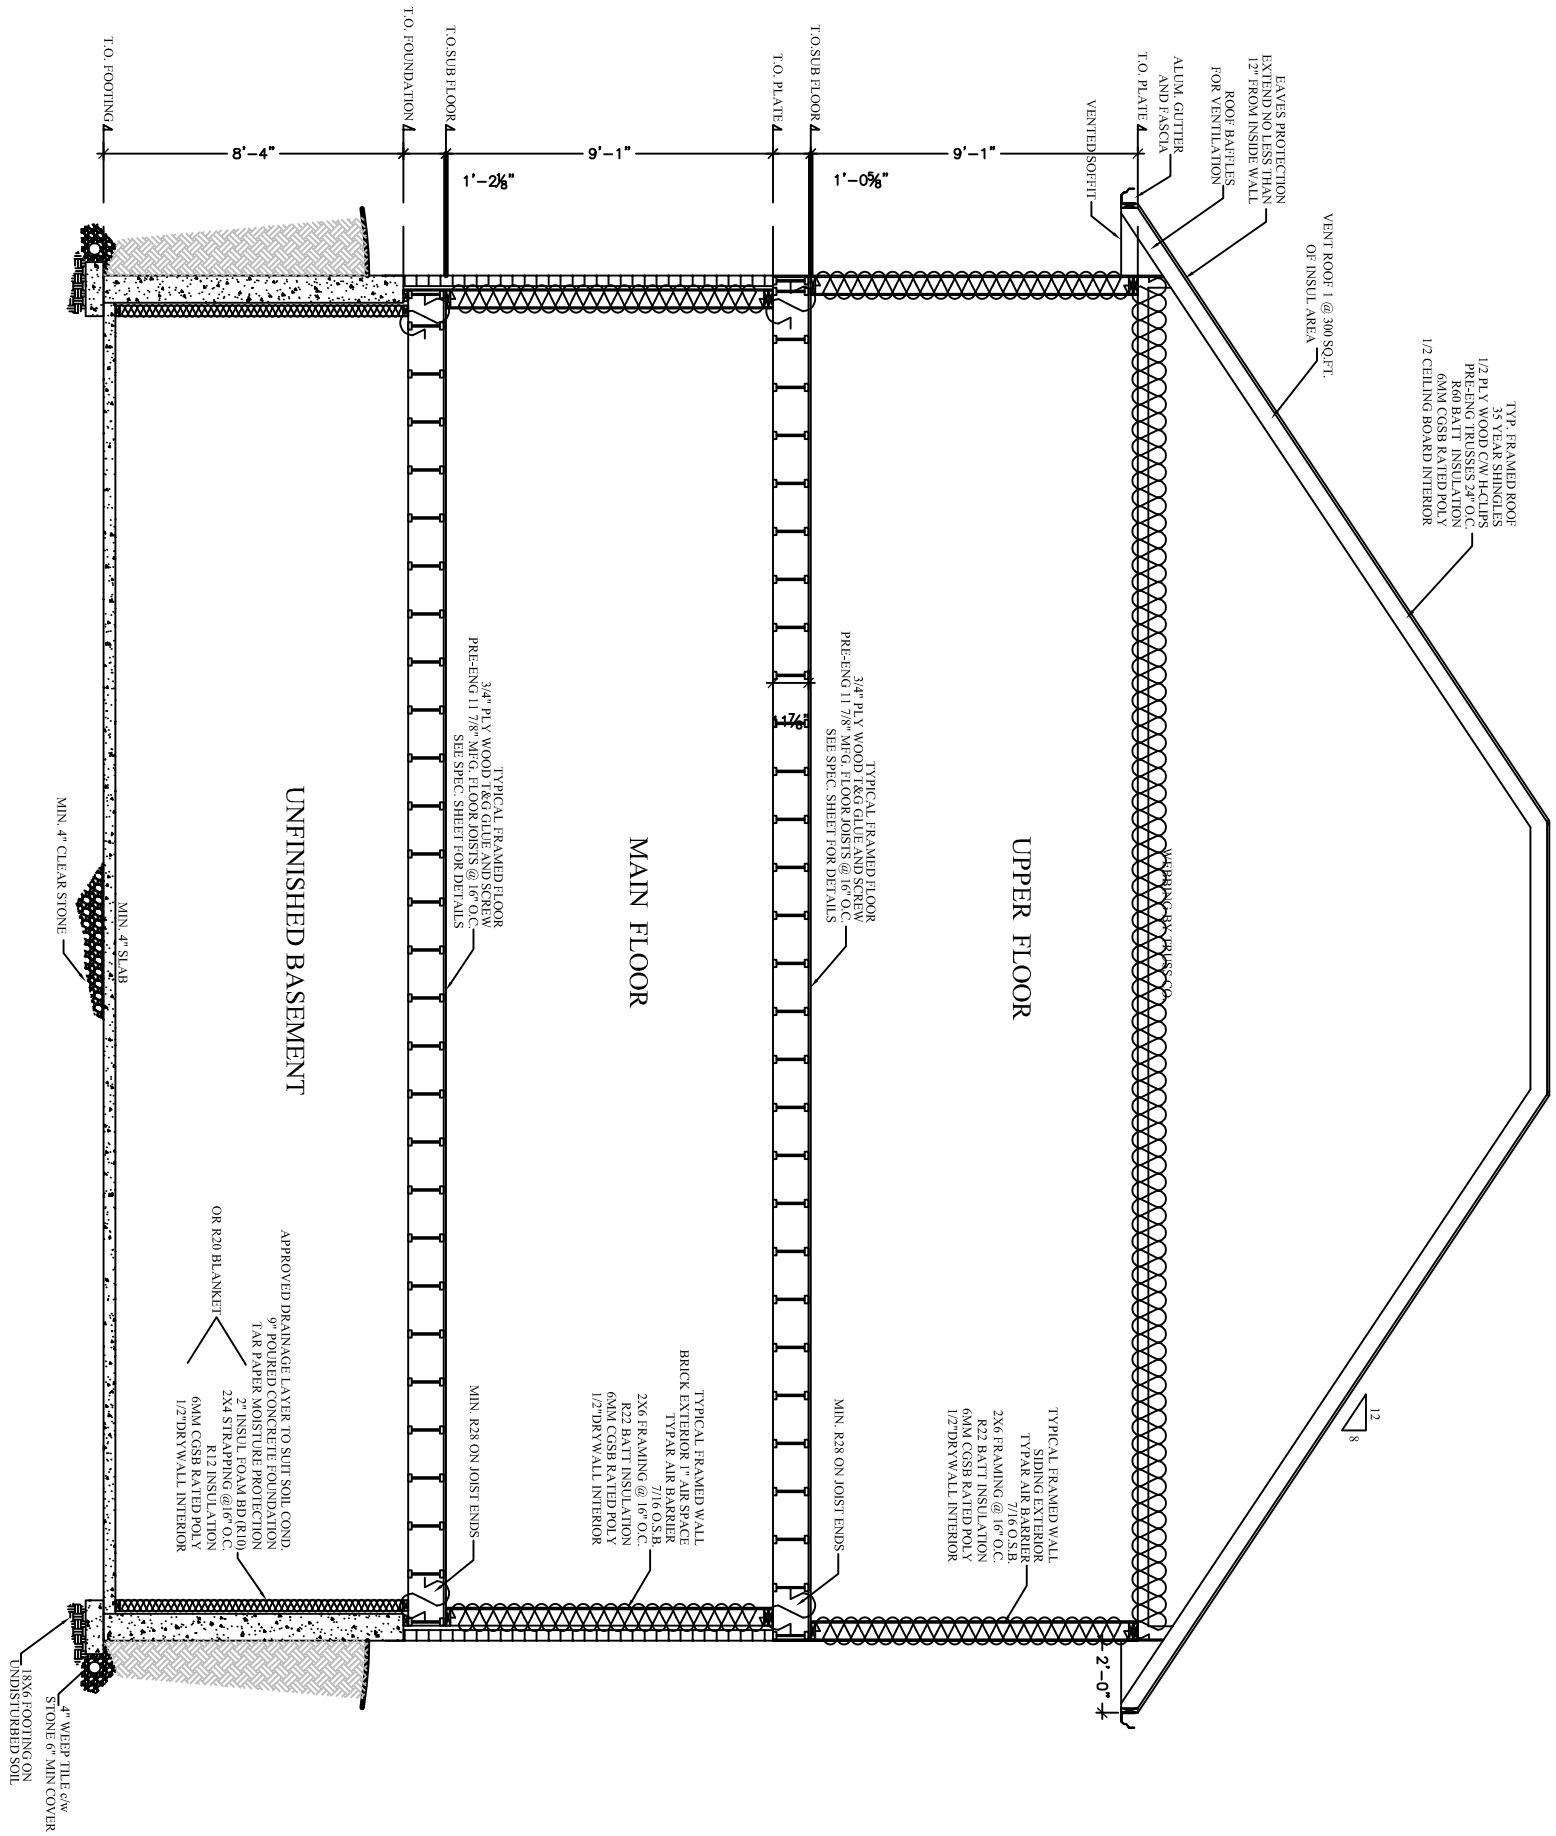 TYP. FRAMED ROOF
35 YEAR SHINGLES
1/2 PLY WOOD C/W H-CLIPS
PRE-ENG TRUSSES 24" O.C.
R60 BATT INSULATION
6MM CGSB RATED POLY
1/2 CEILING BOARD INTERIOR
12
8
VENT ROOF 1 @ 300 SQ.FT.
OF INSUL AREA
EAVES PROTECTION
EXTEND NO LESS THAN
12" FROM INSIDE WALL
ROOF BAFFLES
FOR VENTILATION
ALUM. GUTTER
AND FASCIA
T.O. PLATE
VENTED SOFFIT
WEBBING BY TRUSS CO.
2'-0"
9'-1"
UPPER FLOOR
TYPICAL FRAMED WALL
SIDING EXTERIOR
TYPAR AIR BARRIER
7/16 O.S.B.
2X6 FRAMING @ 16" O.C.
R22 BATT INSULATION
6MM CGSB RATED POLY
1/2"DRYWALL INTERIOR
TYPICAL FRAMED FLOOR
3/4" PLY WOOD T&G GLUE AND SCREW
PRE-ENG 11 7/8" MFG. FLOOR JOISTS @ 16" O.C.
SEE SPEC. SHEET FOR DETAILS
MIN. R28 ON JOIST ENDS
T.O.SUB FLOOR
1'-0⅝"
11⅞"
T.O. PLATE
9'-1"
MAIN FLOOR
TYPICAL FRAMED WALL
BRICK EXTERIOR 1" AIR SPACE
TYPAR AIR BARRIER
7/16 O.S.B.
2X6 FRAMING @ 16" O.C.
R22 BATT INSULATION
6MM CGSB RATED POLY
1/2"DRYWALL INTERIOR
TYPICAL FRAMED FLOOR
3/4" PLY WOOD T&G GLUE AND SCREW
PRE-ENG 11 7/8" MFG. FLOOR JOISTS @ 16" O.C.
SEE SPEC. SHEET FOR DETAILS
MIN. R28 ON JOIST ENDS
T.O.SUB FLOOR
1'-2⅛"
T.O. FOUNDATION
8'-4"
UNFINISHED BASEMENT
APPROVED DRAINAGE LAYER TO SUIT SOIL COND.
9" POURED CONCRETE FOUNDATION
TAR PAPER MOISTURE PROTECTION
2" INSUL FOAM BD (R10)
2X4 STRAPPING @16" O.C.
R12 INSULATION
6MM CGSB RATED POLY
1/2"DRYWALL INTERIOR
OR R20 BLANKET
T.O. FOOTING
MIN. 4" SLAB
MIN. 4" CLEAR STONE
4" WEEP TILE c/w
STONE 6" MIN COVER
18X6 FOOTING ON
UNDISTURBED SOIL